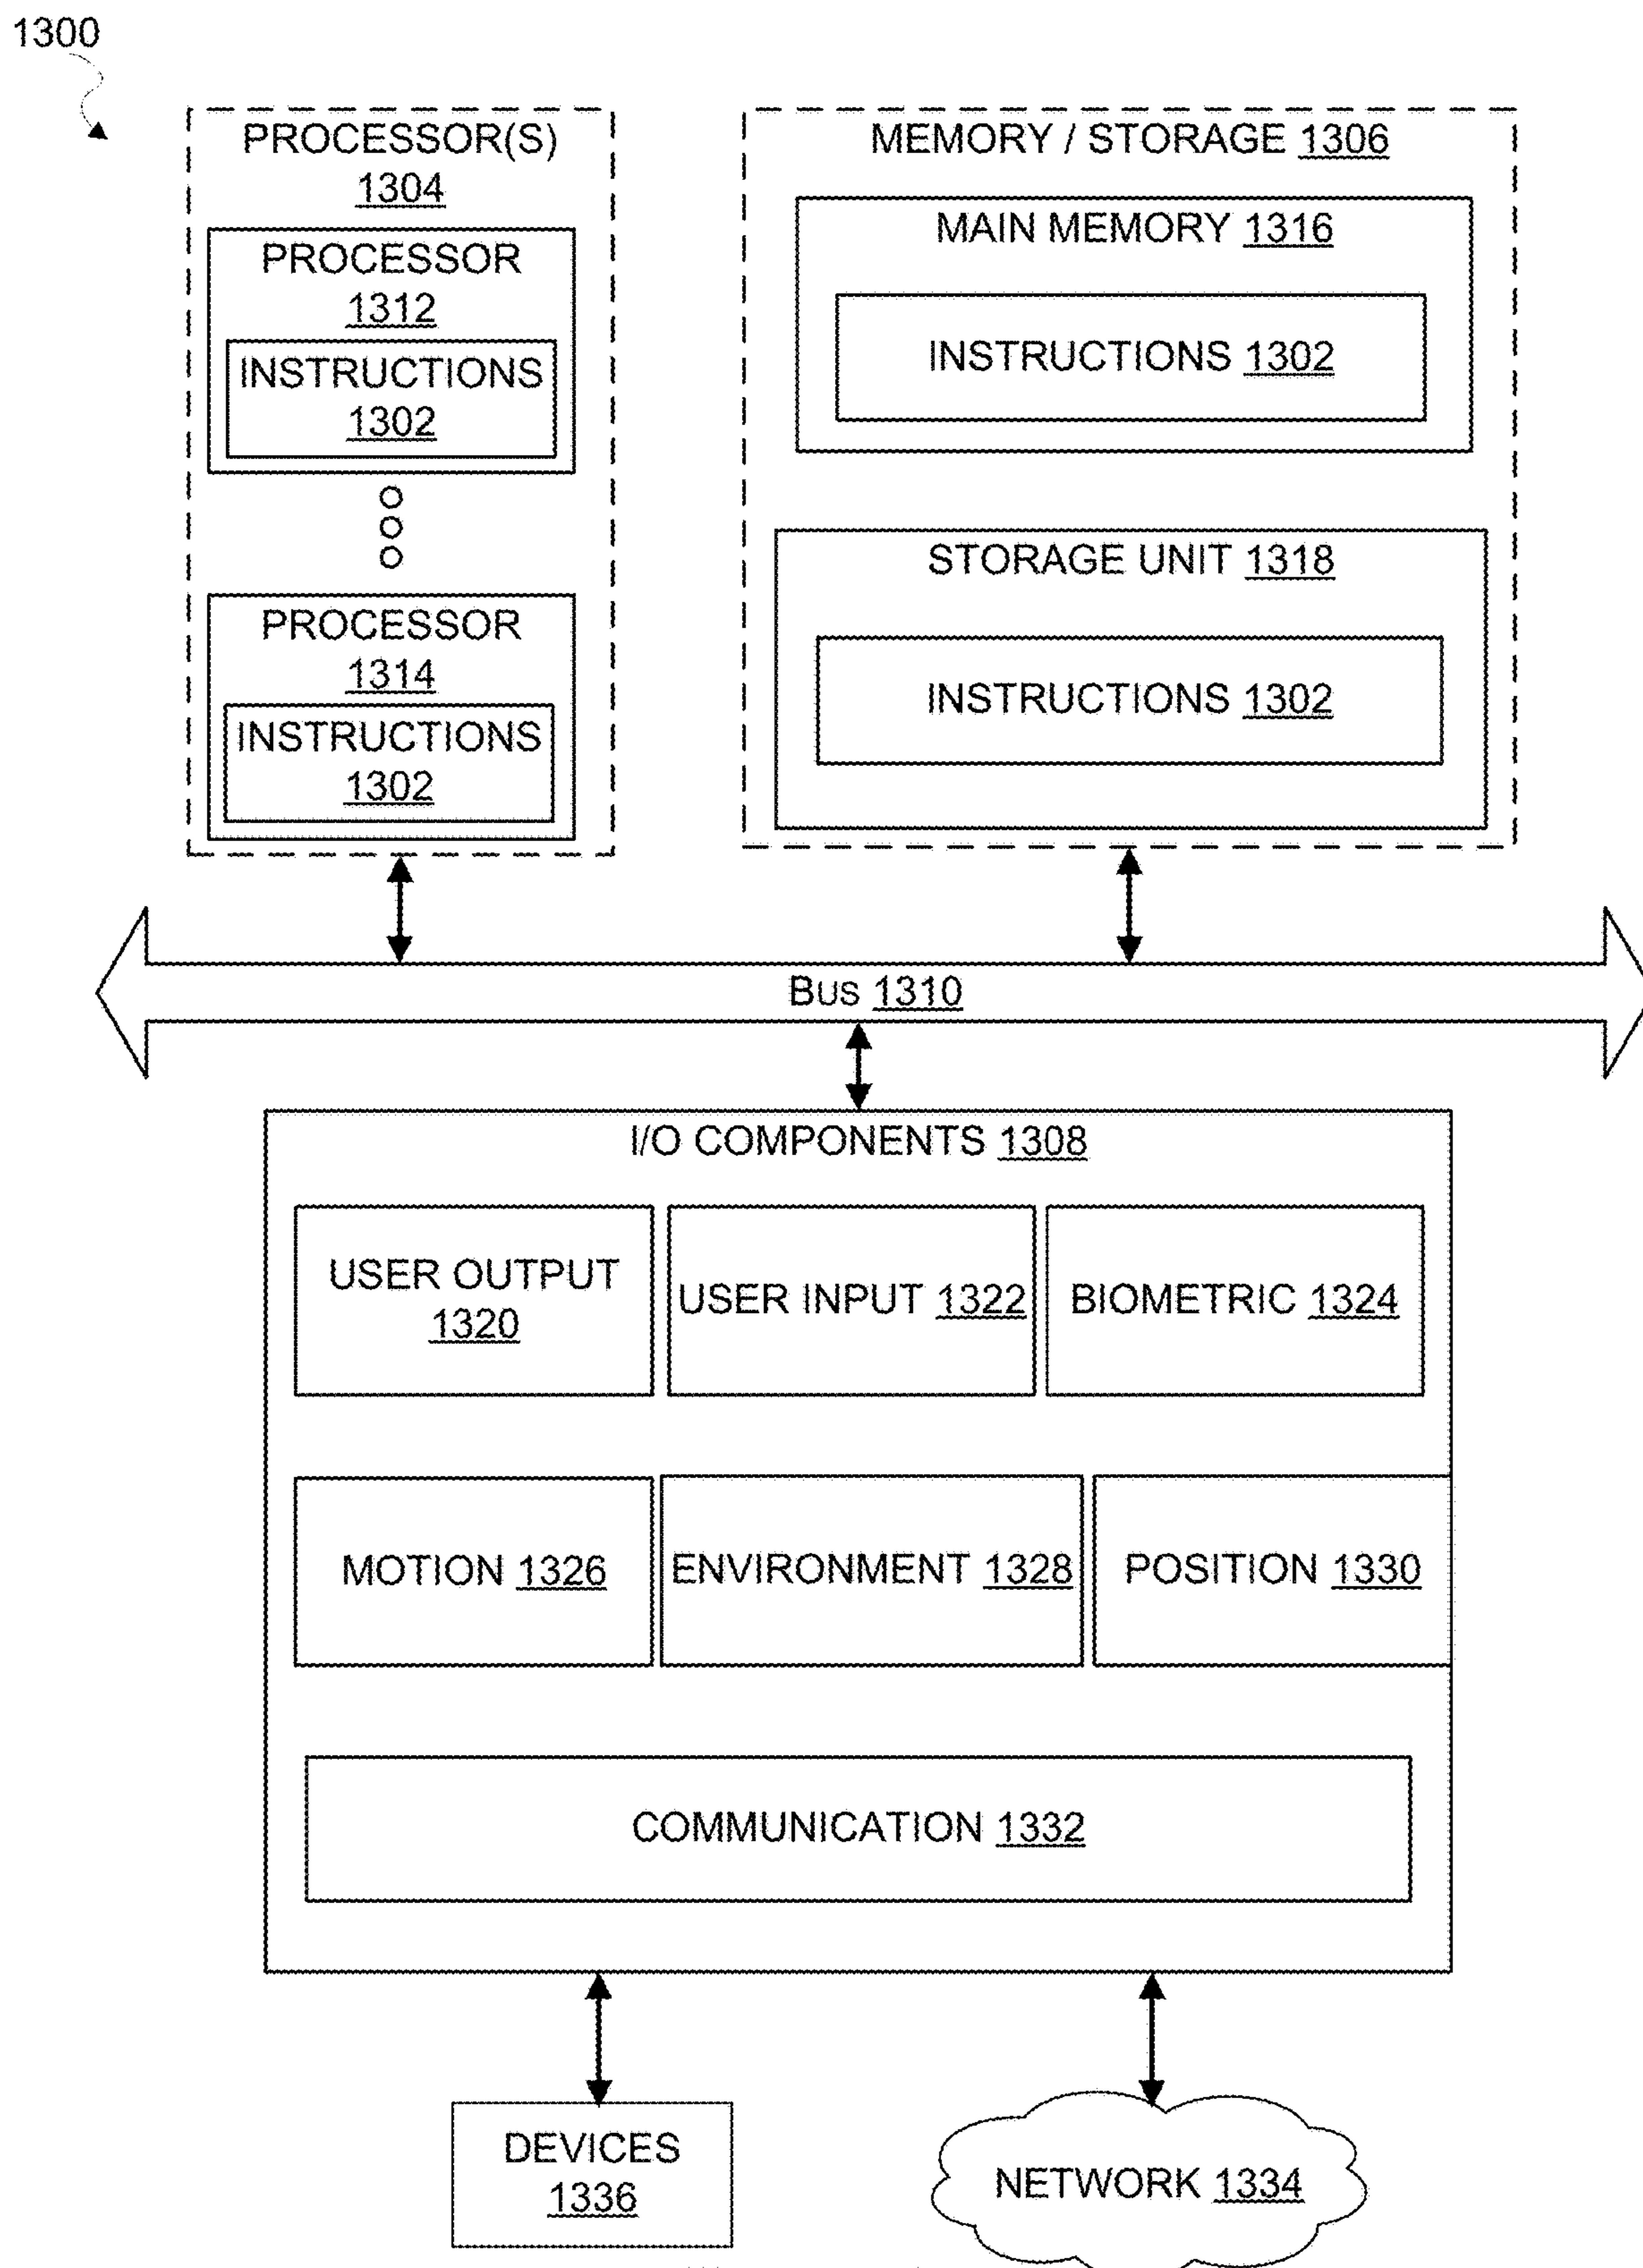 1300
PROCESSOR(S)
1304
PROCESSOR
1312
INSTRUCTIONS
1302
PROCESSOR
1314
INSTRUCTIONS
1302
MEMORY / STORAGE 1306
MAIN MEMORY 1316
INSTRUCTIONS 1302
STORAGE UNIT 1318
INSTRUCTIONS 1302
BUS 1310
I/O COMPONENTS 1308
USER OUTPUT
1320
USER INPUT 1322
BIOMETRIC 1324
MOTION 1326
ENVIRONMENT 1328
POSITION 1330
COMMUNICATION 1332
DEVICES
1336
NETWORK 1334